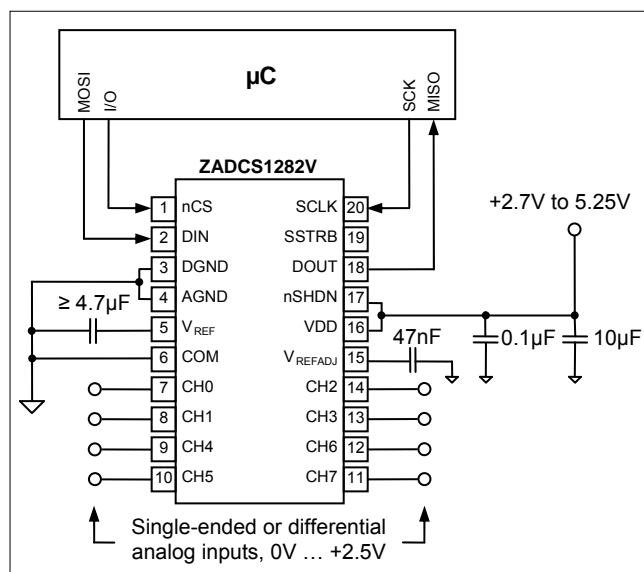 µC
MOSI
I/O
SCK
MISO
ZADCS1282V
+2.7V to 5.25V
1 nCS
SCLK 20
2 DIN
SSTRB 19
3 DGND
DOUT 18
4 AGND
nSHDN 17
≥ 4.7µF
5 VREF
VDD 16
47nF
0.1µF
10µF
6 COM
VREFADJ 15
7 CH0
CH2 14
8 CH1
CH3 13
9 CH4
CH6 12
10 CH5
CH7 11
Single-ended or differential
analog inputs, 0V … +2.5V